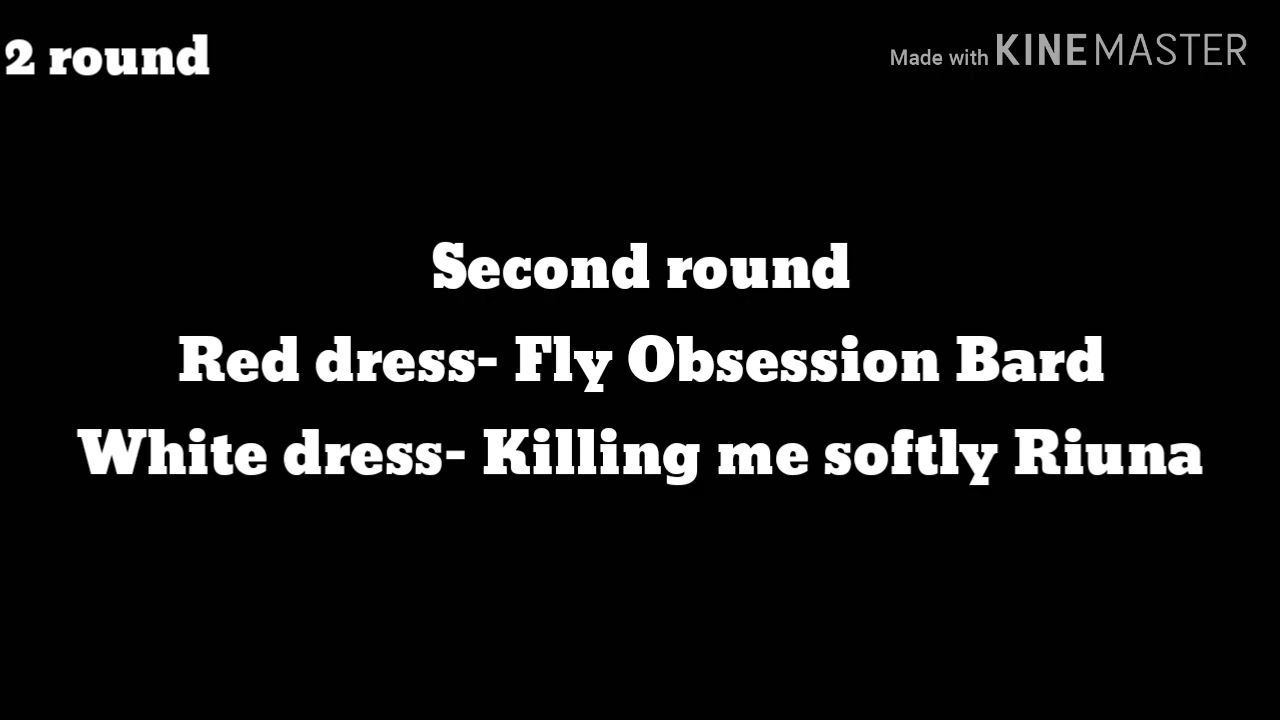 2 round
Made with KINEMASTER
Second round
Red dress- Fly Obsession Bard
White dress- Killing me softly Riuna